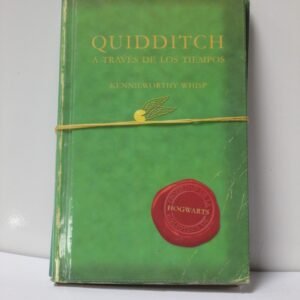 QUIDDITCH
A TRAVÉS DE LOS TIEMPOS
KENNILWORTHY WHISP
HOGWARTS